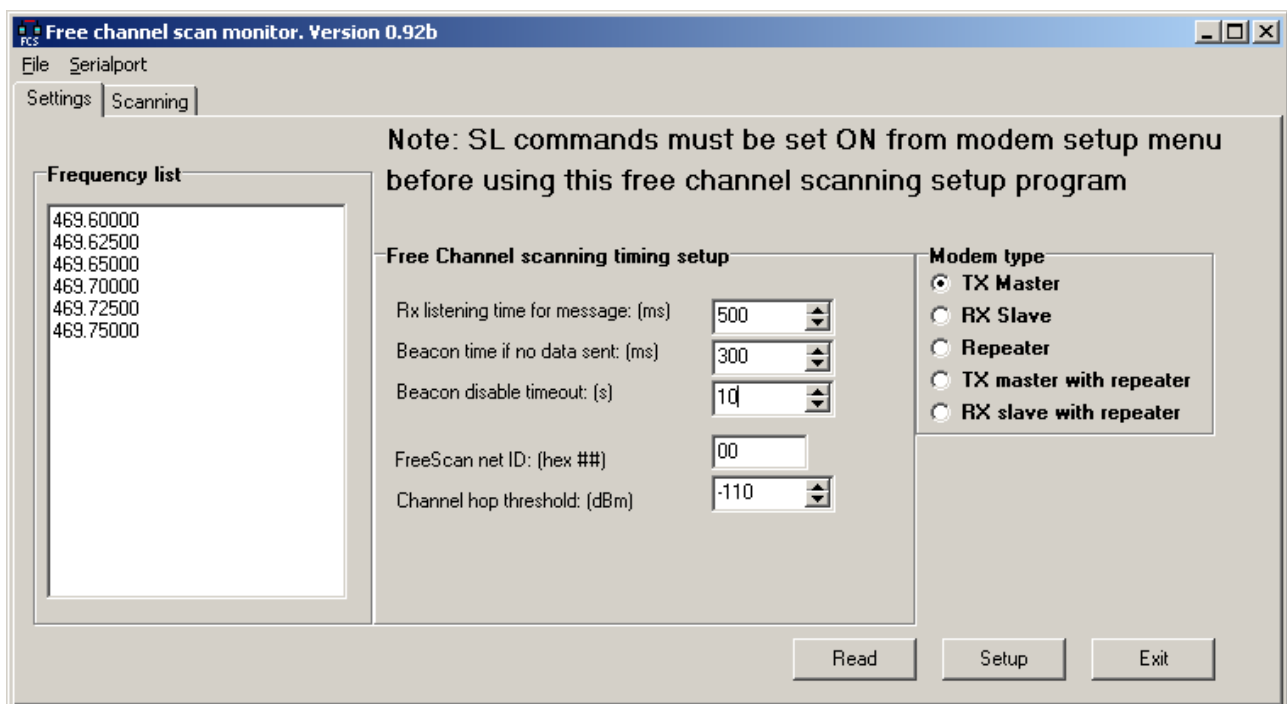 Free channel scan monitor. Version 0.92b
FCS
File Serialport
Settings Scanning
Note: SL commands must be set ON from modem setup menu
before using this free channel scanning setup program
Frequency list
469.60000
469.62500
469.65000
469.70000
469.72500
469.75000
Free Channel scanning timing setup
Rx listening time for message: (ms) 500
Beacon time if no data sent: (ms) 300
Beacon disable timeout: (s) 10
FreeScan net ID: (hex ##) 00
Channel hop threshold: (dBm) -110
Modem type
TX Master
RX Slave
Repeater
TX master with repeater
RX slave with repeater
Read Setup Exit